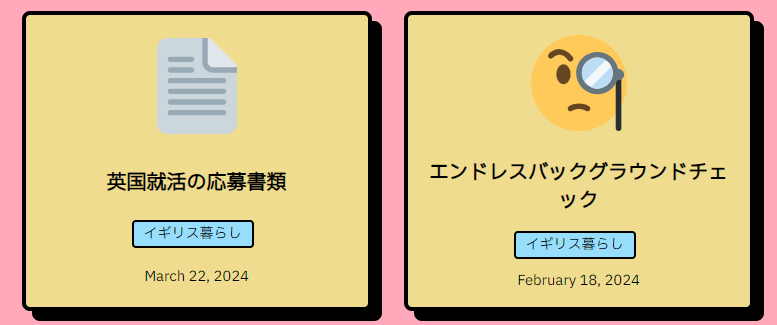 英国就活の応募書類
イギリス暮らし
March 22, 2024
エンドレスバックグラウンドチェ
ック
イギリス暮らし
February 18, 2024